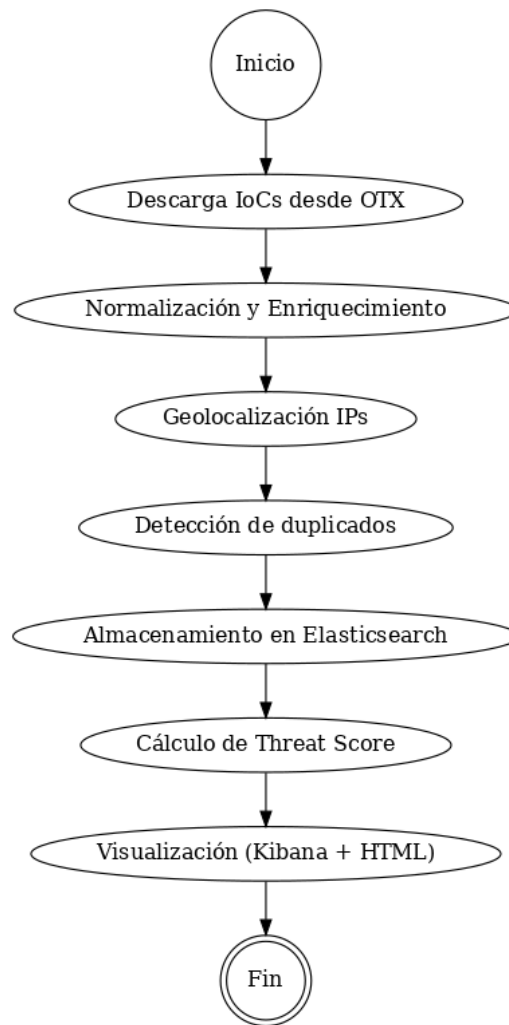 Inicio
Descarga IoCs desde OTX
Normalización y Enriquecimiento
Geolocalización IPs
Detección de duplicados
Almacenamiento en Elasticsearch
Cálculo de Threat Score
Visualización (Kibana + HTML)
Fin